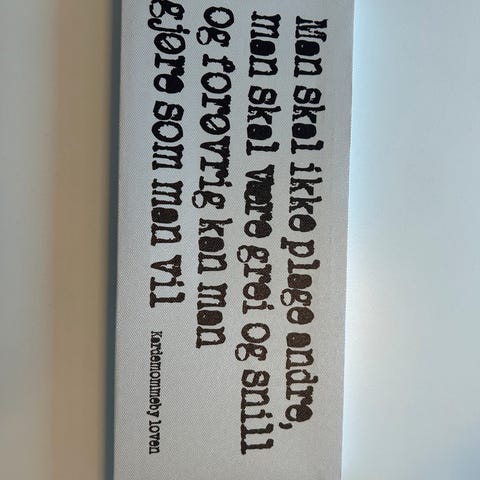 Man skal ikke plage andre,
man skal være grei og snill
og forøvrig kan man
gjøre som man vil
Kardemommeby loven